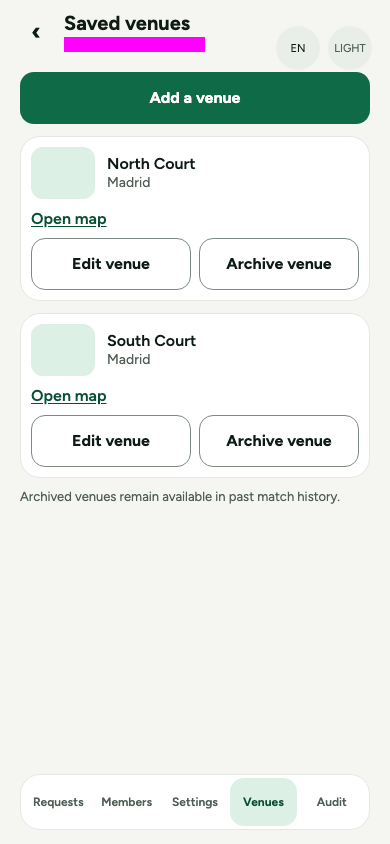 ‹
Saved venues
EN
LIGHT
Add a venue
North Court
Madrid
Open map
Edit venue
Archive venue
South Court
Madrid
Open map
Edit venue
Archive venue
Archived venues remain available in past match history.
Requests
Members
Settings
Venues
Audit